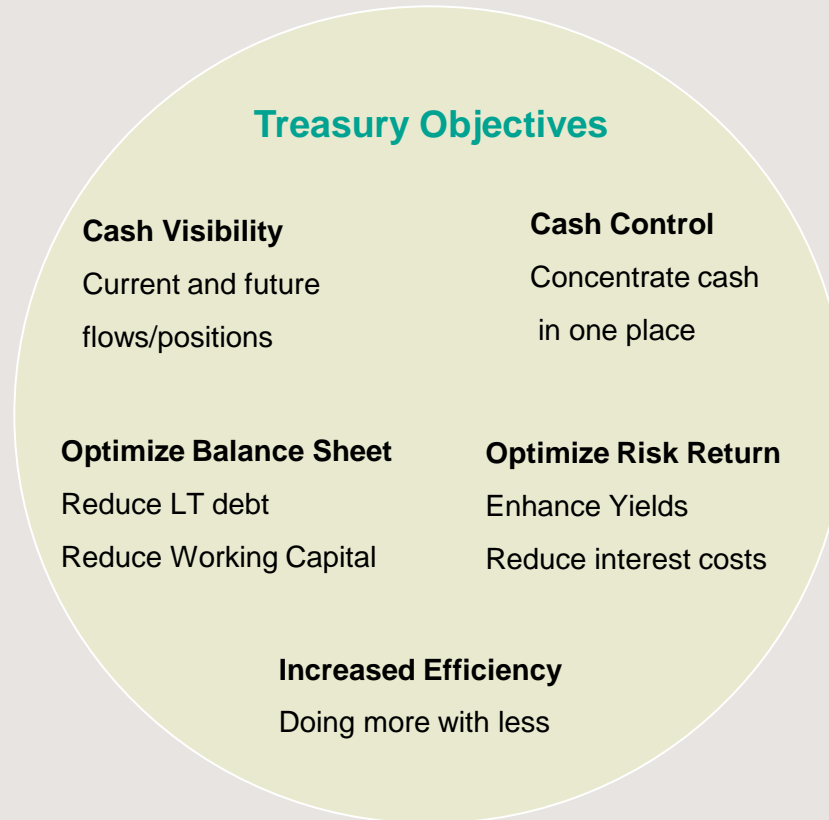 Treasury Objectives
Cash Visibility
Current and future
flows/positions
Cash Control
Concentrate cash
in one place
Optimize Balance Sheet
Reduce LT debt
Reduce Working Capital
Optimize Risk Return
Enhance Yields
Reduce interest costs
Increased Efficiency
Doing more with less